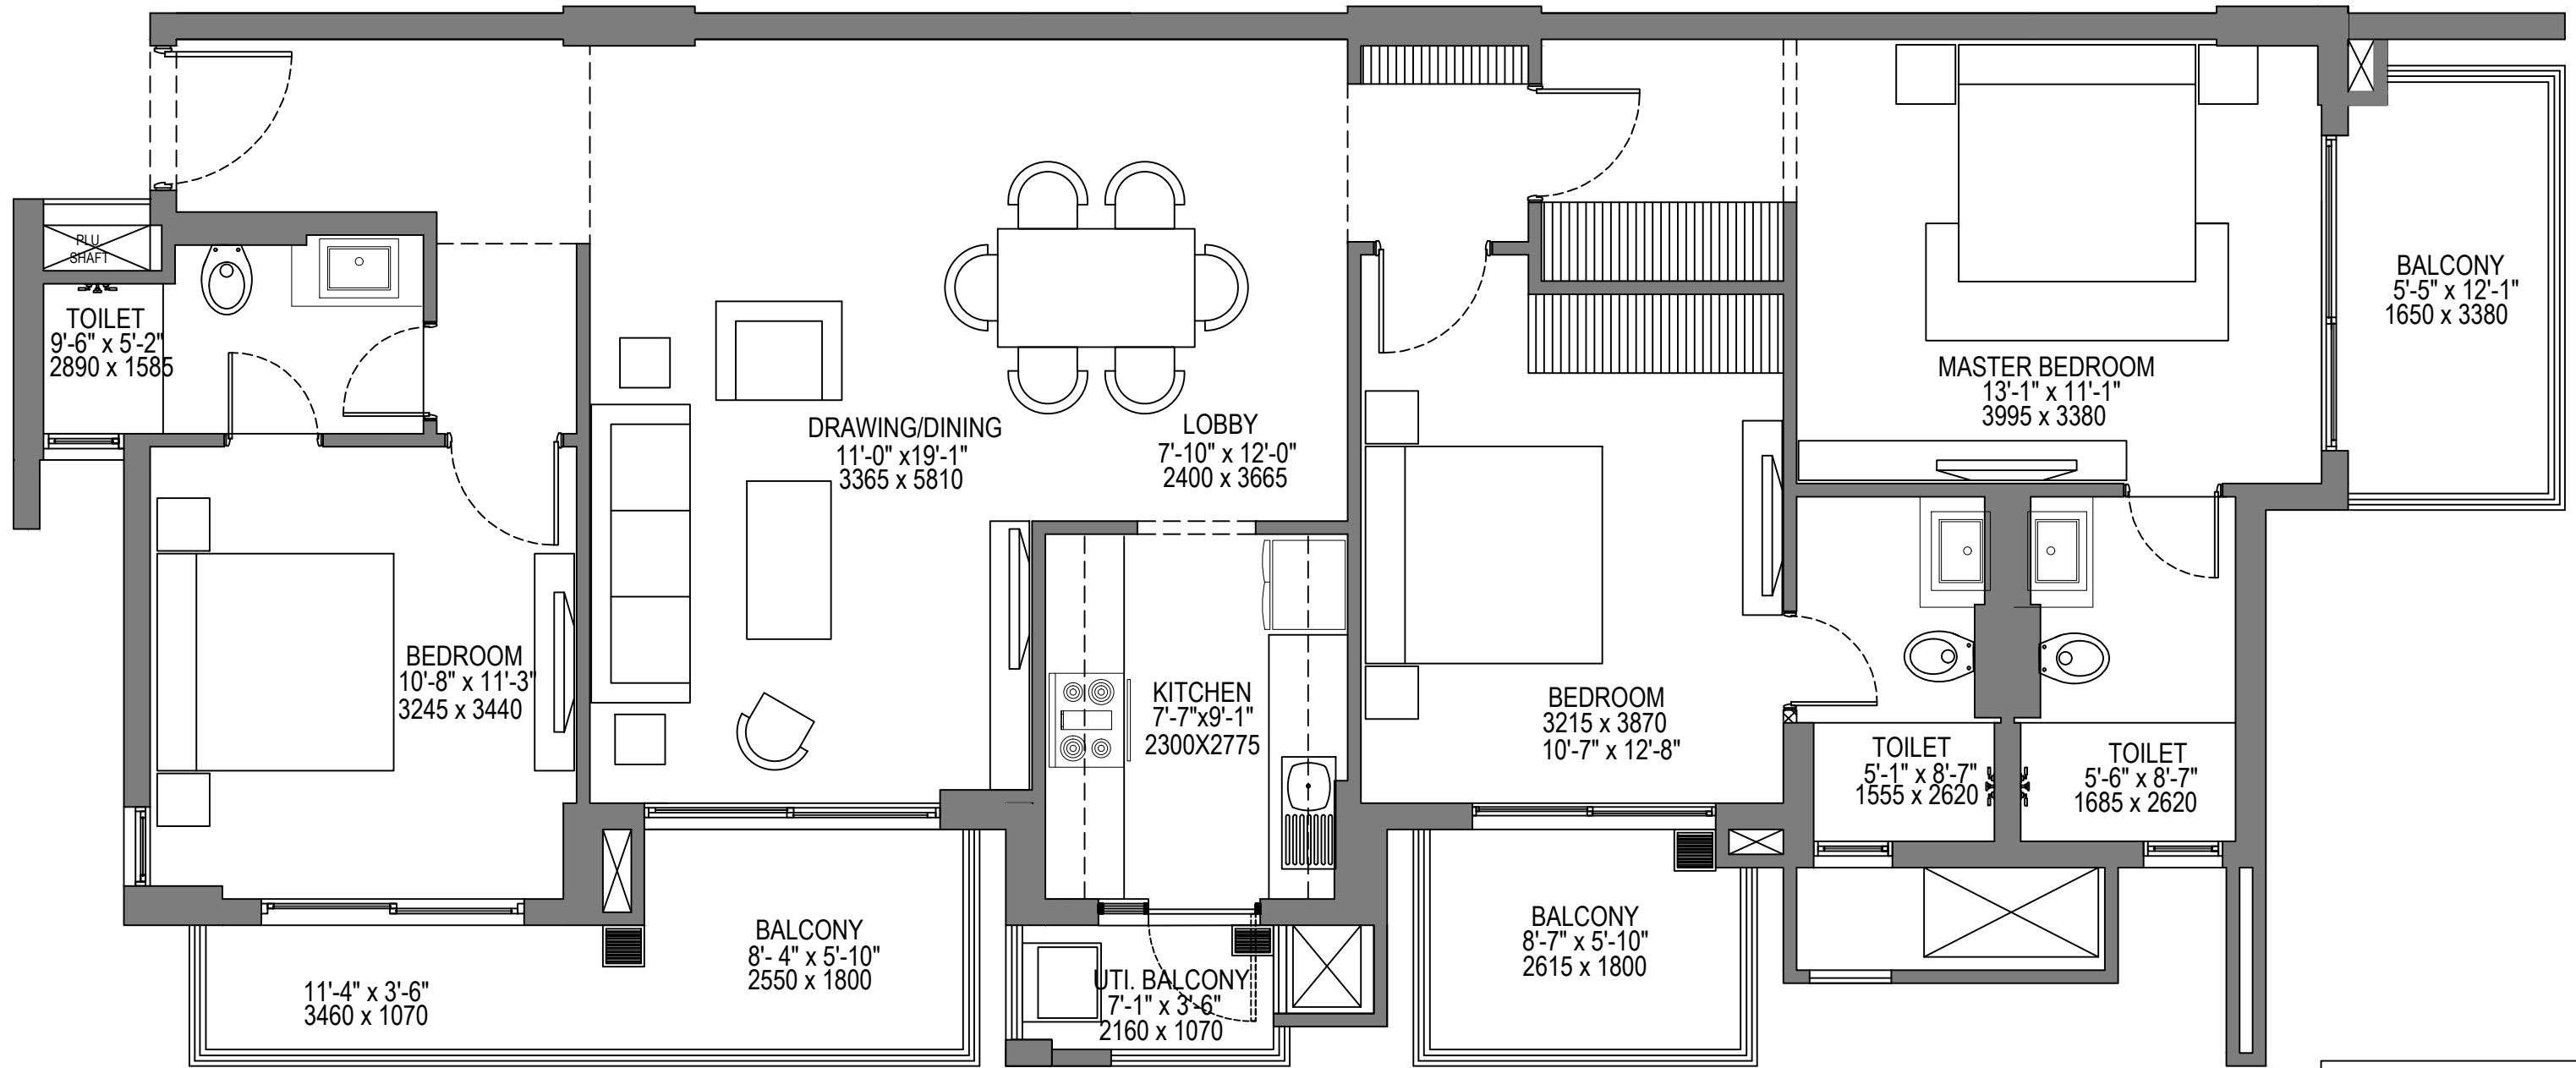 PLU
SHAFT
TOILET
9'-6" x 5'-2"
2890 x 1585
BEDROOM
10'-8" x 11'-3"
3245 x 3440
DRAWING/DINING
11'-0" x19'-1"
3365 x 5810
LOBBY
7'-10" x 12'-0"
2400 x 3665
KITCHEN
7'-7"x9'-1"
2300X2775
BEDROOM
3215 x 3870
10'-7" x 12'-8"
MASTER BEDROOM
13'-1" x 11'-1"
3995 x 3380
BALCONY
5'-5" x 12'-1"
1650 x 3380
TOILET
5'-1" x 8'-7"
1555 x 2620
TOILET
5'-6" x 8'-7"
1685 x 2620
11'-4" x 3'-6"
3460 x 1070
BALCONY
8'- 4" x 5'-10"
2550 x 1800
UTI. BALCONY
7'-1" x 3'-6"
2160 x 1070
BALCONY
8'-7" x 5'-10"
2615 x 1800